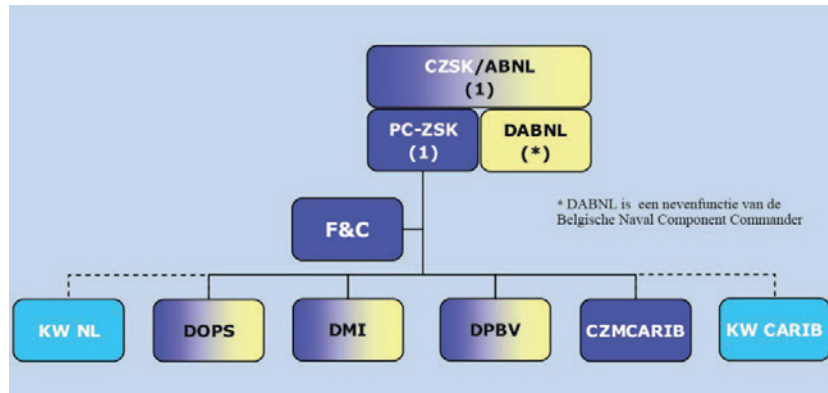 CZSK/ABNL
(1)
PC-ZSK
(1)
DABNL
(*)
* DABNL is een nevenfunctie van de
Belgische Naval Component Commander
F&C
KW NL
DOPS
DMI
DPBV
CZMCARIB
KW CARIB